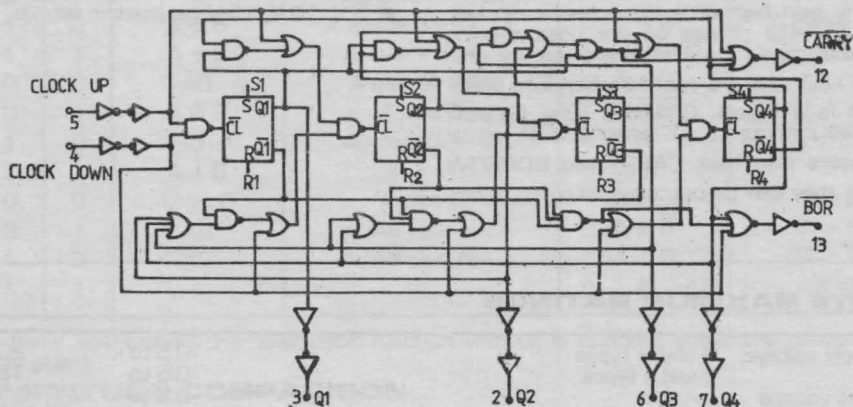 CARRY
12
CLOCK UP
5
S1
S Q1
CL
Q1
R
R1
S2
S Q2
CL
Q2
R
R2
S3
S Q3
CL
Q3
R
R3
S4
S Q4
CL
Q4
R
R4
4
CLOCK DOWN
BOR
13
3 Q1
2 Q2
6 Q3
7 Q4